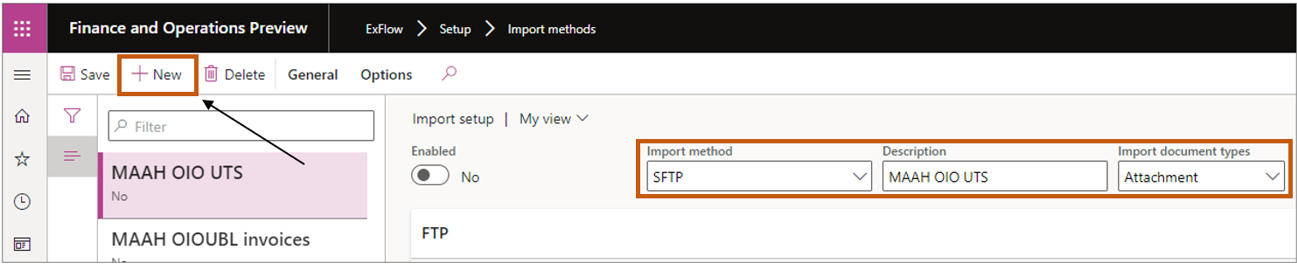 Finance and Operations Preview
ExFlow > Setup > Import methods
Save + New Delete General Options
Filter
MAAH OIO UTS
No
MAAH OIOUBL invoices
Import setup | My view
Enabled Import method Description Import document types
No SFTP MAAH OIO UTS Attachment
FTP